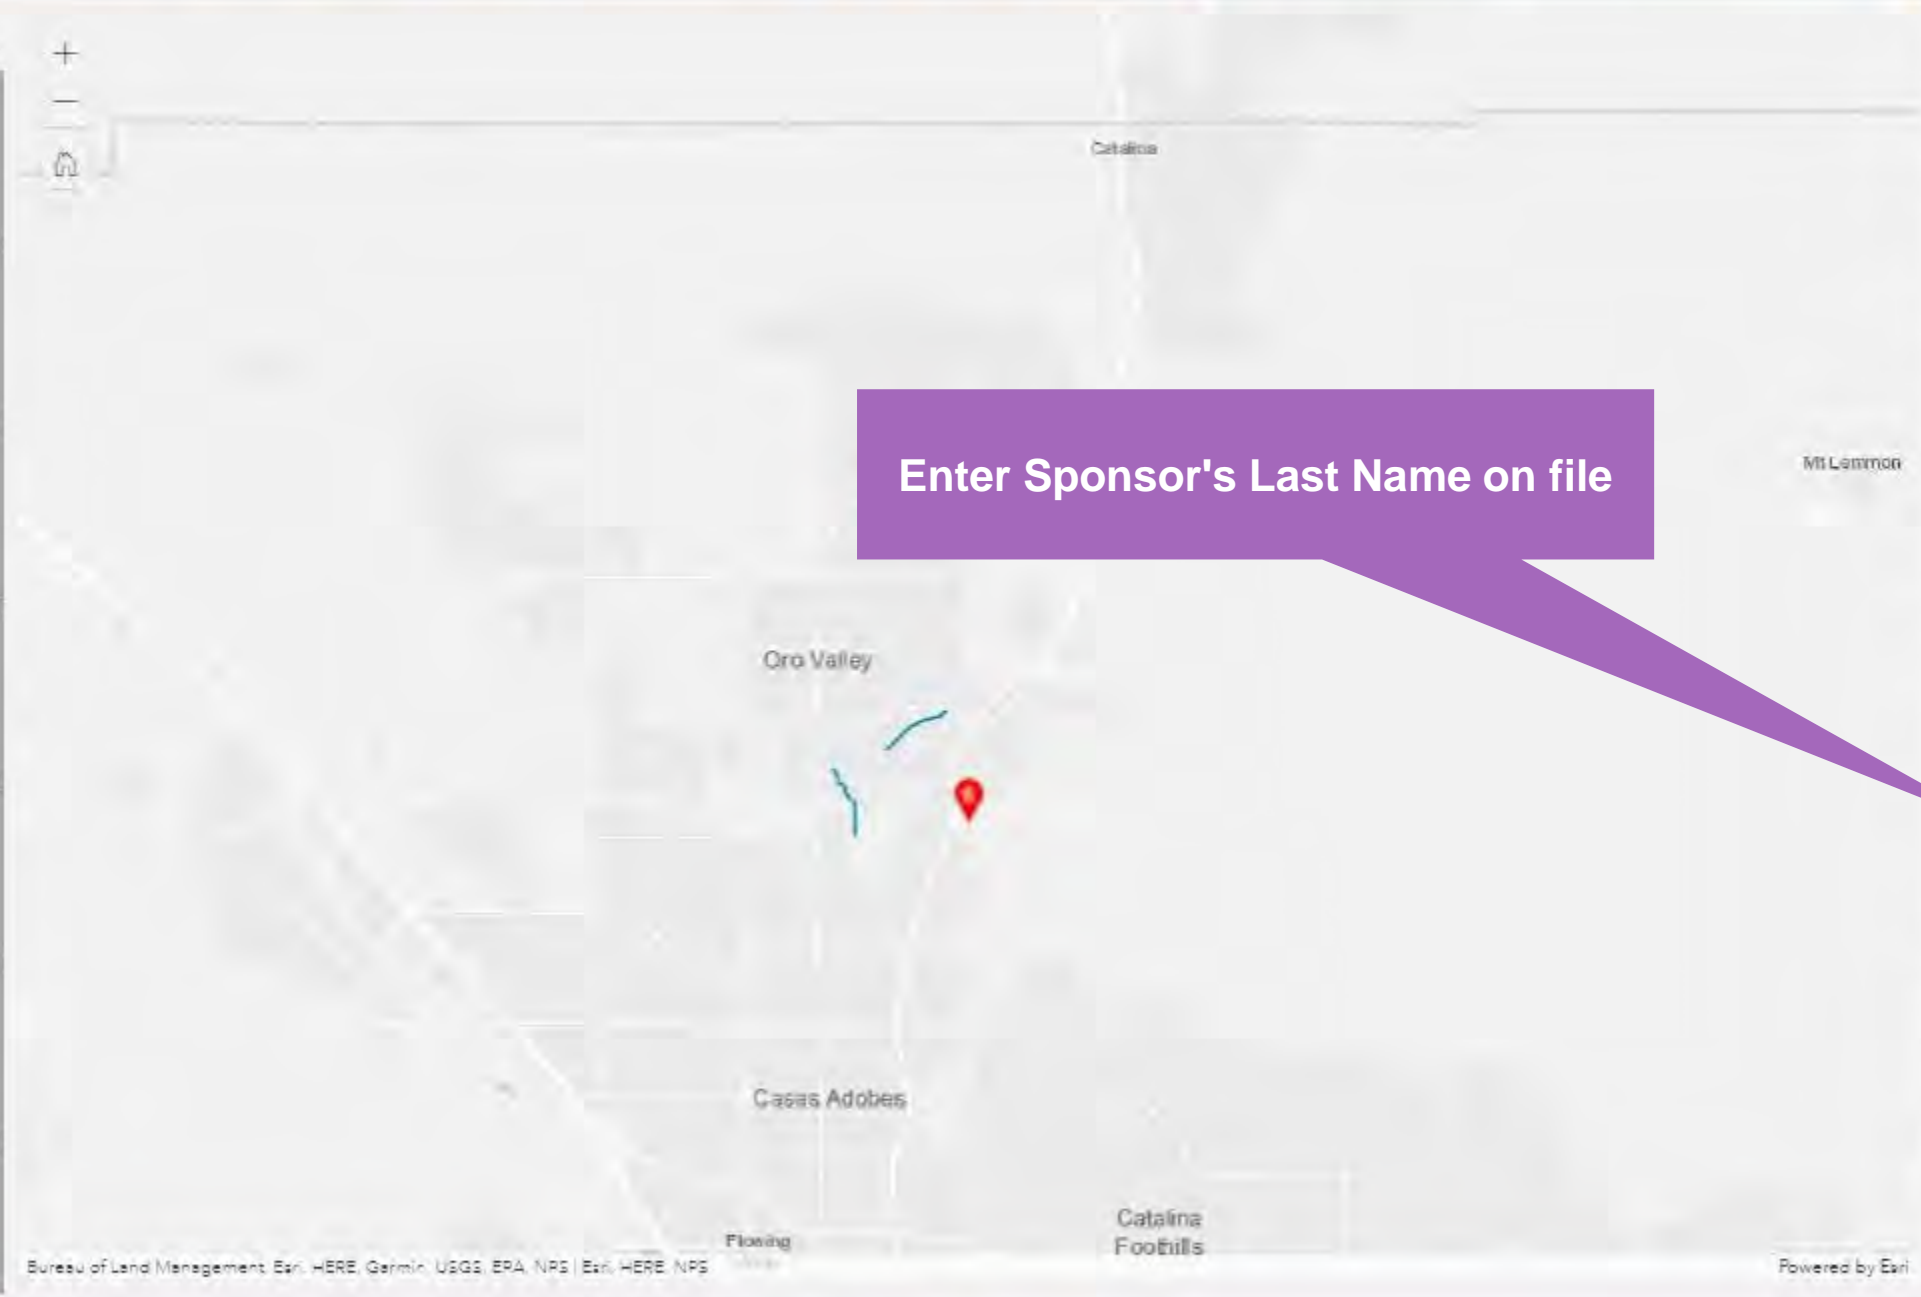 Catalina
Enter Sponsor's Last Name on file
Mt Lemmon
Oro Valley
Casas Adobes
Catalina
Foothills
Flowing
Bureau of Land Management, Esri, HERE, Garmin, USGS, EPA, NPS | Esri, HERE, NPS
Powered by Esri